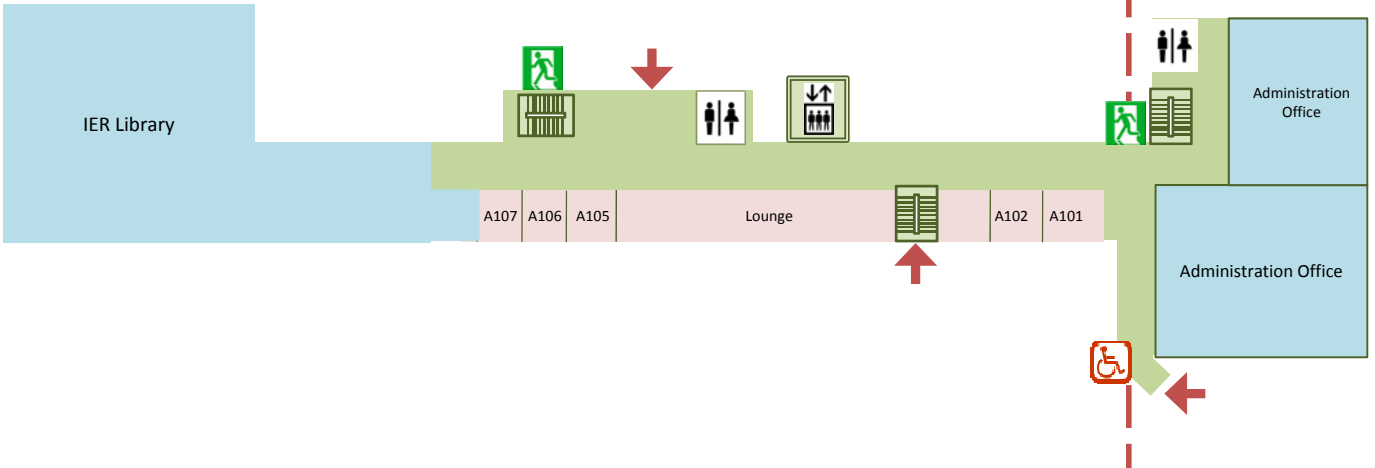 IER Library
Administration
Office
A107
A106
A105
Lounge
A102
A101
Administration Office